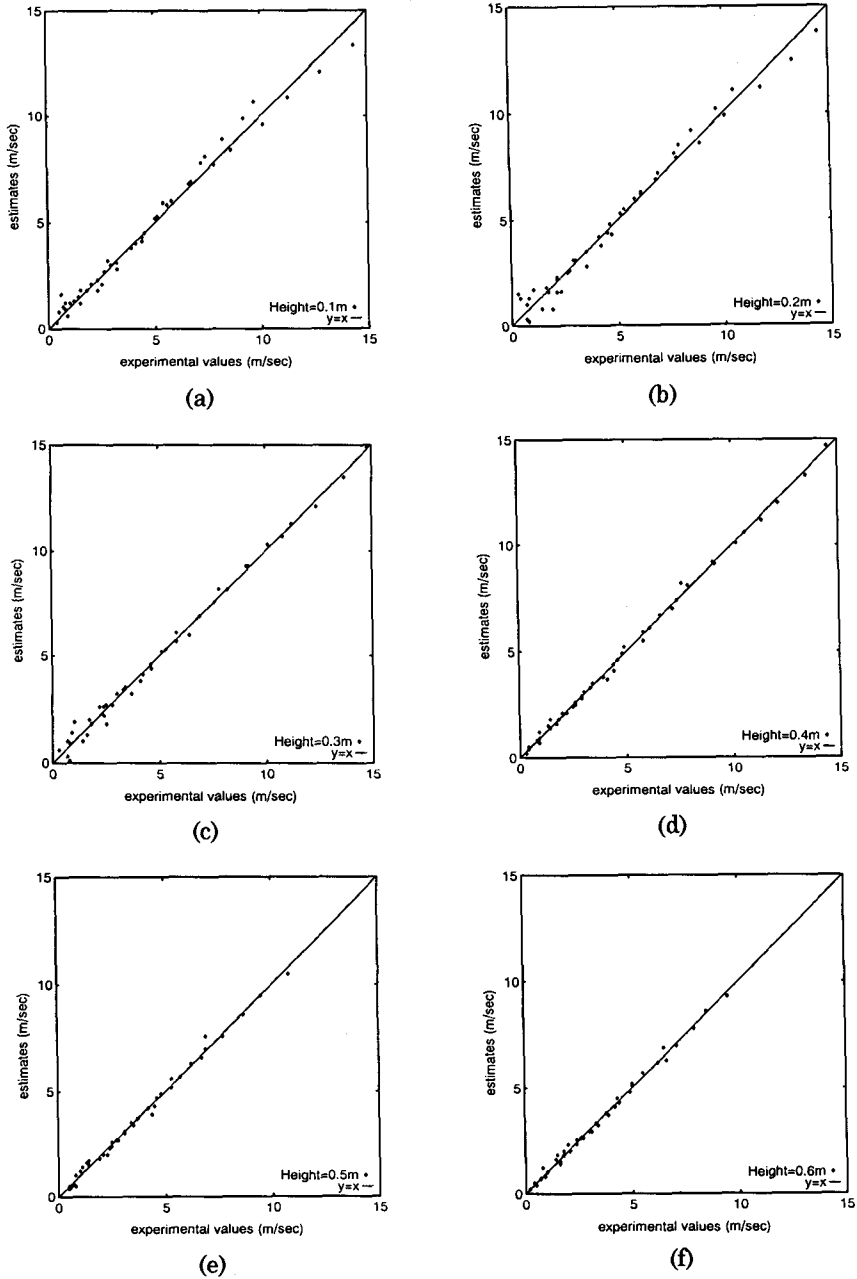 15
10
5
0
estimates (m/sec)
Height=0.1m
y=x
0 5 10 15
experimental values (m/sec)
(a)
15
10
5
0
estimates (m/sec)
Height=0.2m
y=x
0 5 10 15
experimental values (m/sec)
(b)
15
10
5
0
estimates (m/sec)
Height=0.3m
y=x
0 5 10 15
experimental values (m/sec)
(c)
15
10
5
0
estimates (m/sec)
Height=0.4m
y=x
0 5 10 15
experimental values (m/sec)
(d)
15
10
5
0
estimates (m/sec)
Height=0.5m
y=x
0 5 10 15
experimental values (m/sec)
(e)
15
10
5
0
estimates (m/sec)
Height=0.6m
y=x
0 5 10 15
experimental values (m/sec)
(f)